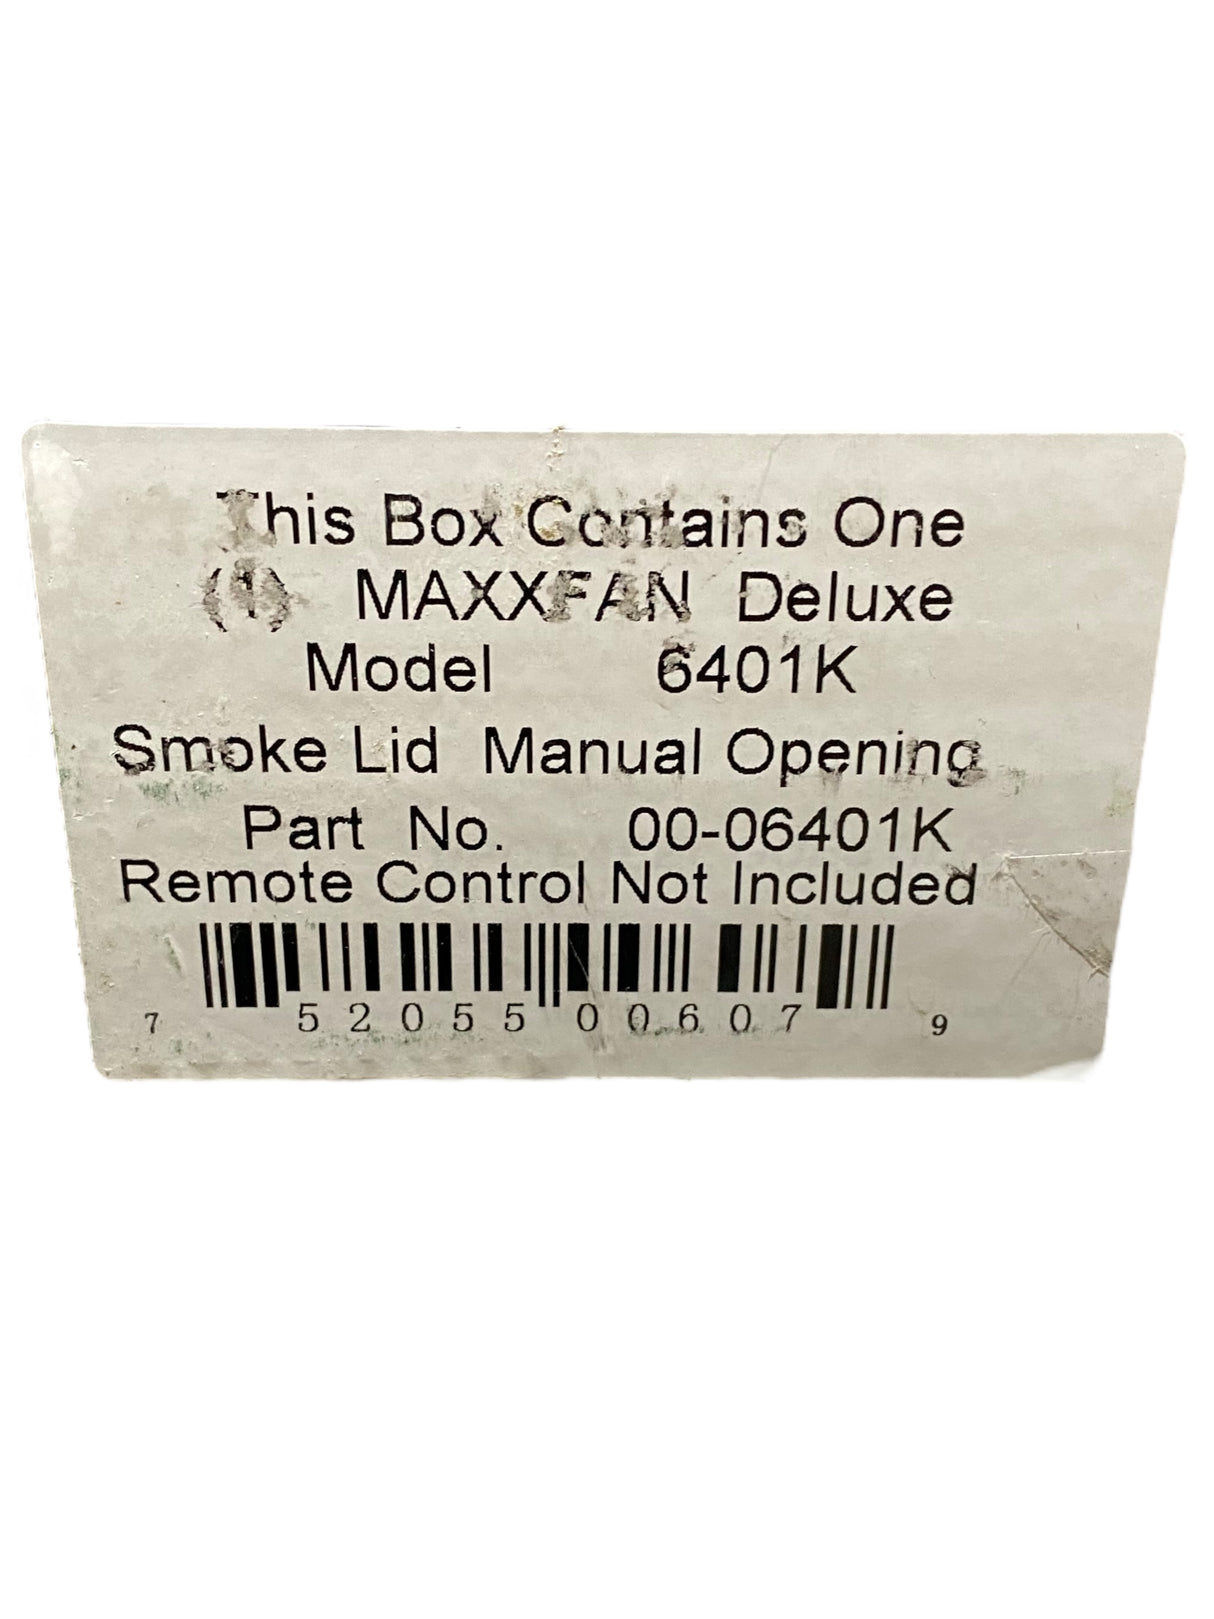 This Box Contains One
(1) MAXXFAN Deluxe
Model 6401K
Smoke Lid Manual Opening
Part No. 00-06401K
Remote Control Not Included
7 52055 00607 9